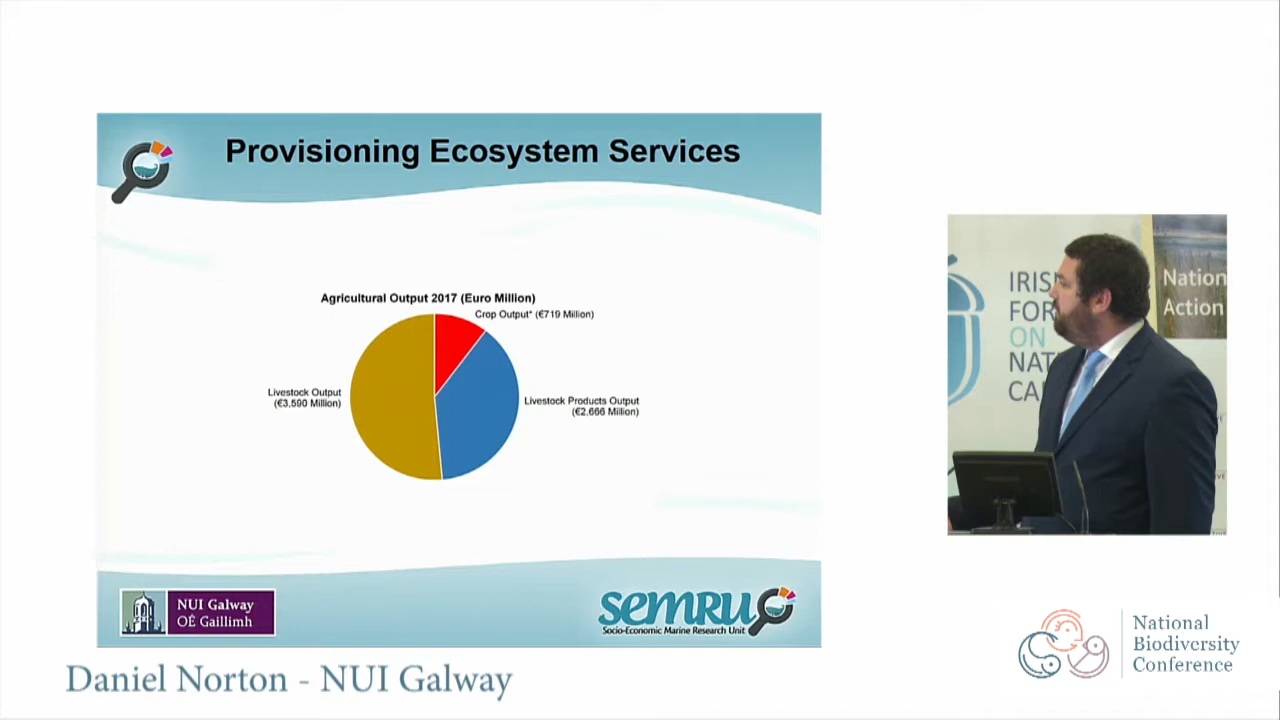 Provisioning Ecosystem Services
Agricultural Output 2017 (Euro Million)
Crop Output* (€719 Million)
Livestock Output
(€3,590 Million)
Livestock Products Output
(€2,666 Million)
NUI Galway
OÉ Gaillimh
semru
Socio-Economic Marine Research Unit
Daniel Norton - NUI Galway
IRIS
FOR
ON
NAT
CA
Nation
Action
National
Biodiversity
Conference